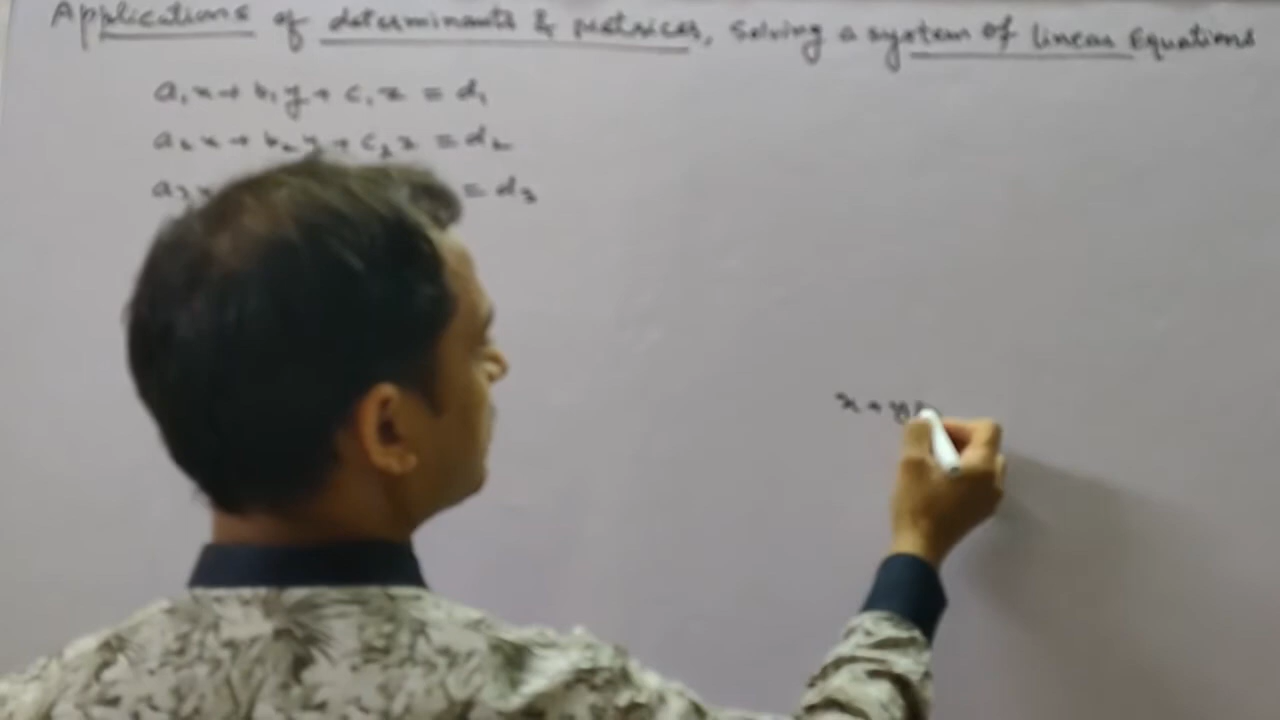 Applications of determinants & Matrices, Solving a system of linear Equations
a₁x + b₁y + c₁z = d₁
a₂x + b₂y + c₂z = d₂
a₃x = d₃
x + y =